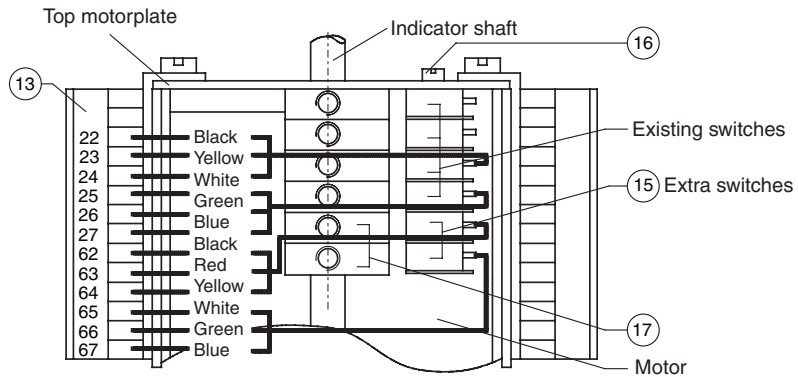 Top motorplate
Indicator shaft
16
13
22 Black
23 Yellow
24 White
25 Green
26 Blue
27 Black
62 Red
63 Yellow
64 White
65 Green
66 Blue
67
Existing switches
15 Extra switches
17
Motor